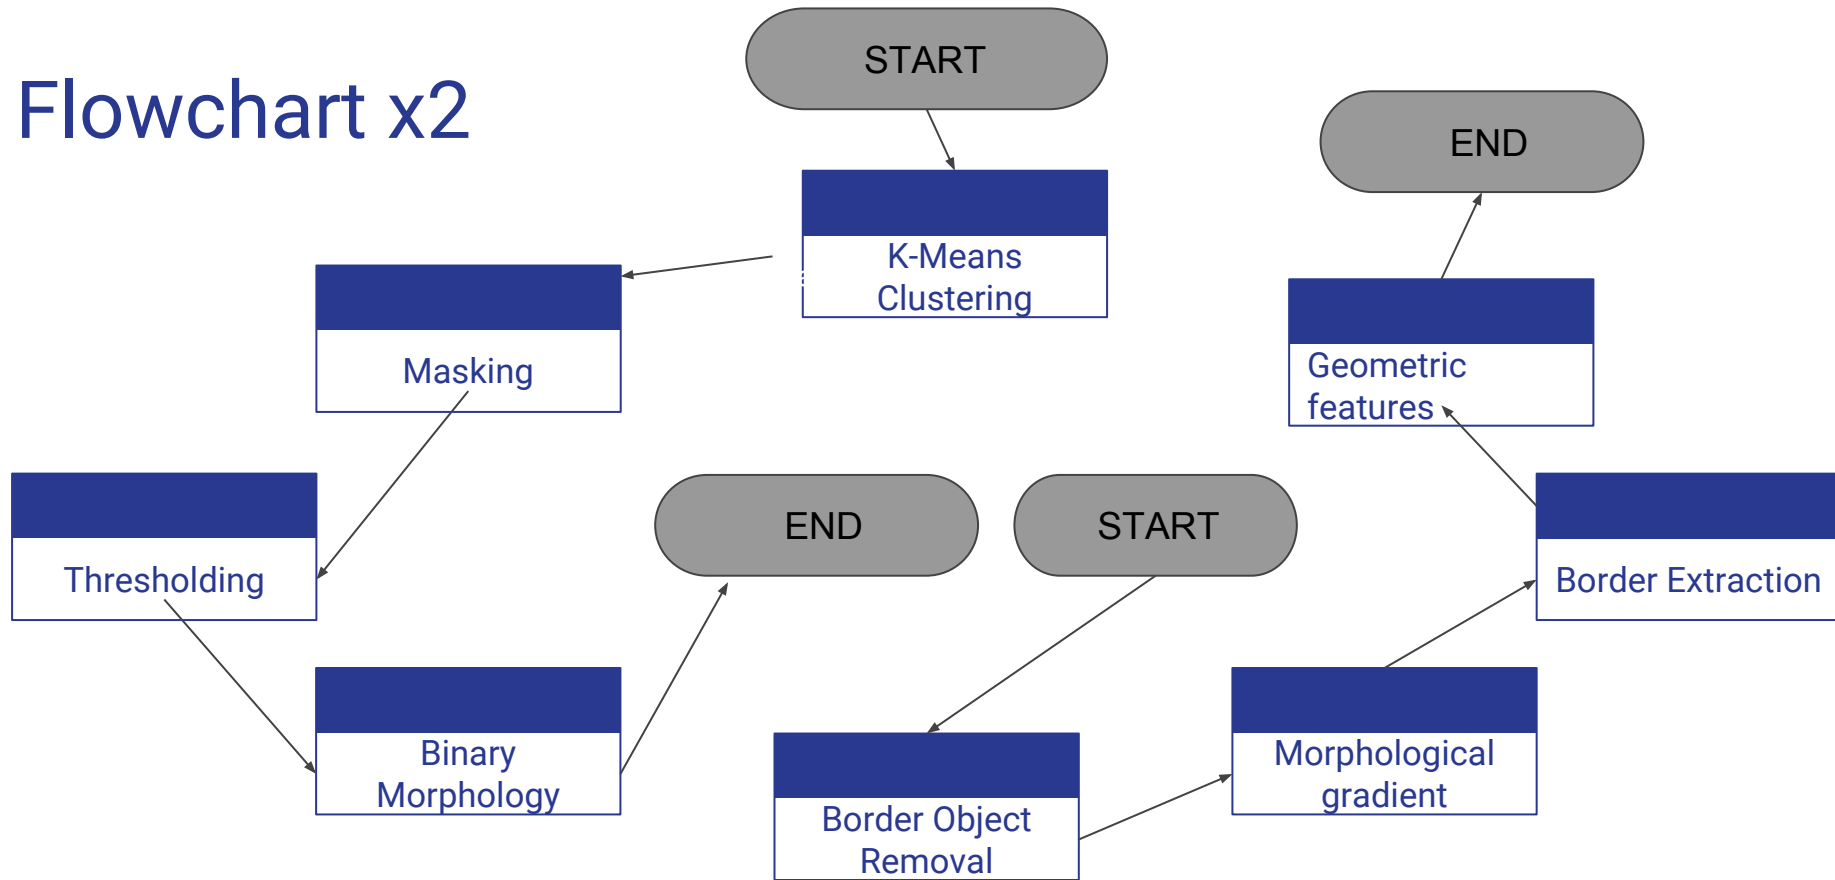 Flowchart x2
START
K-Means
Clustering
Masking
Thresholding
Binary
Morphology
END
START
Border Object
Removal
Morphological
gradient
Border Extraction
Geometric
features
END